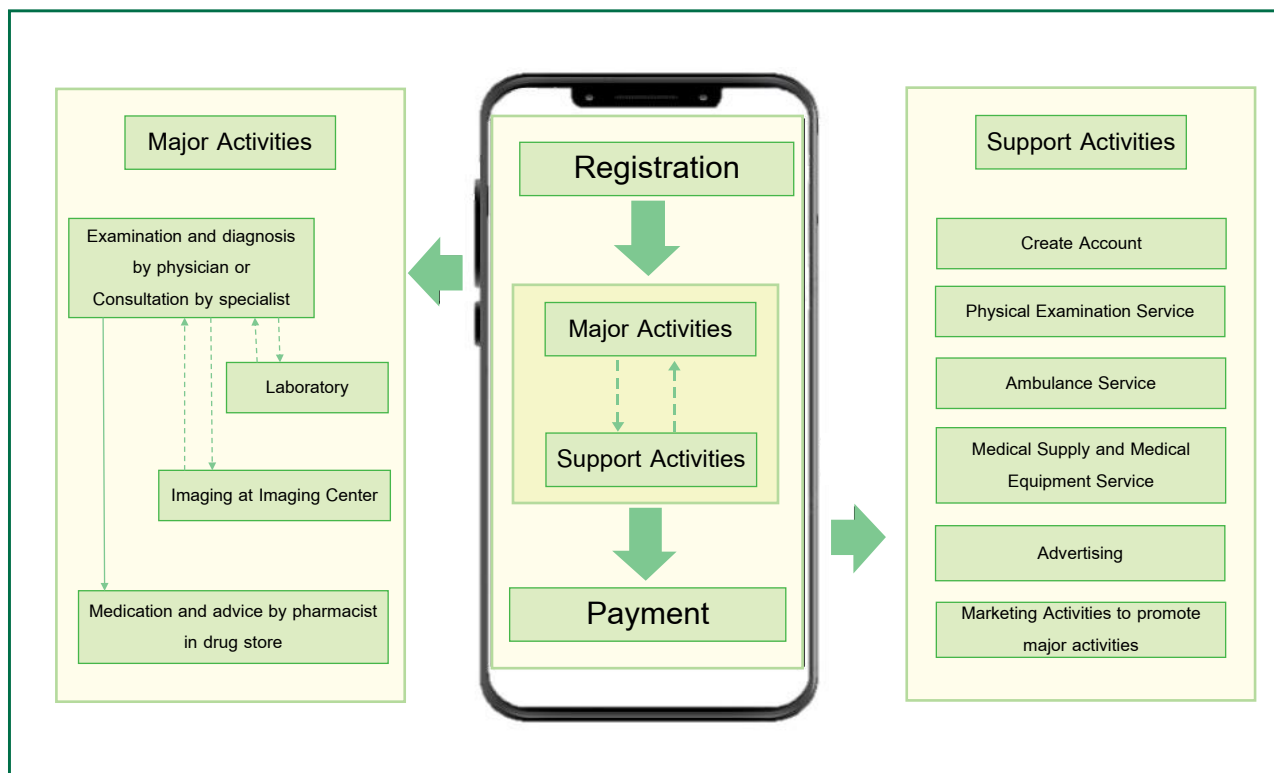 Major Activities
Examination and diagnosis
by physician or
Consultation by specialist
Laboratory
Imaging at Imaging Center
Medication and advice by pharmacist
in drug store
Registration
Major Activities
Support Activities
Payment
Support Activities
Create Account
Physical Examination Service
Ambulance Service
Medical Supply and Medical
Equipment Service
Advertising
Marketing Activities to promote
major activities